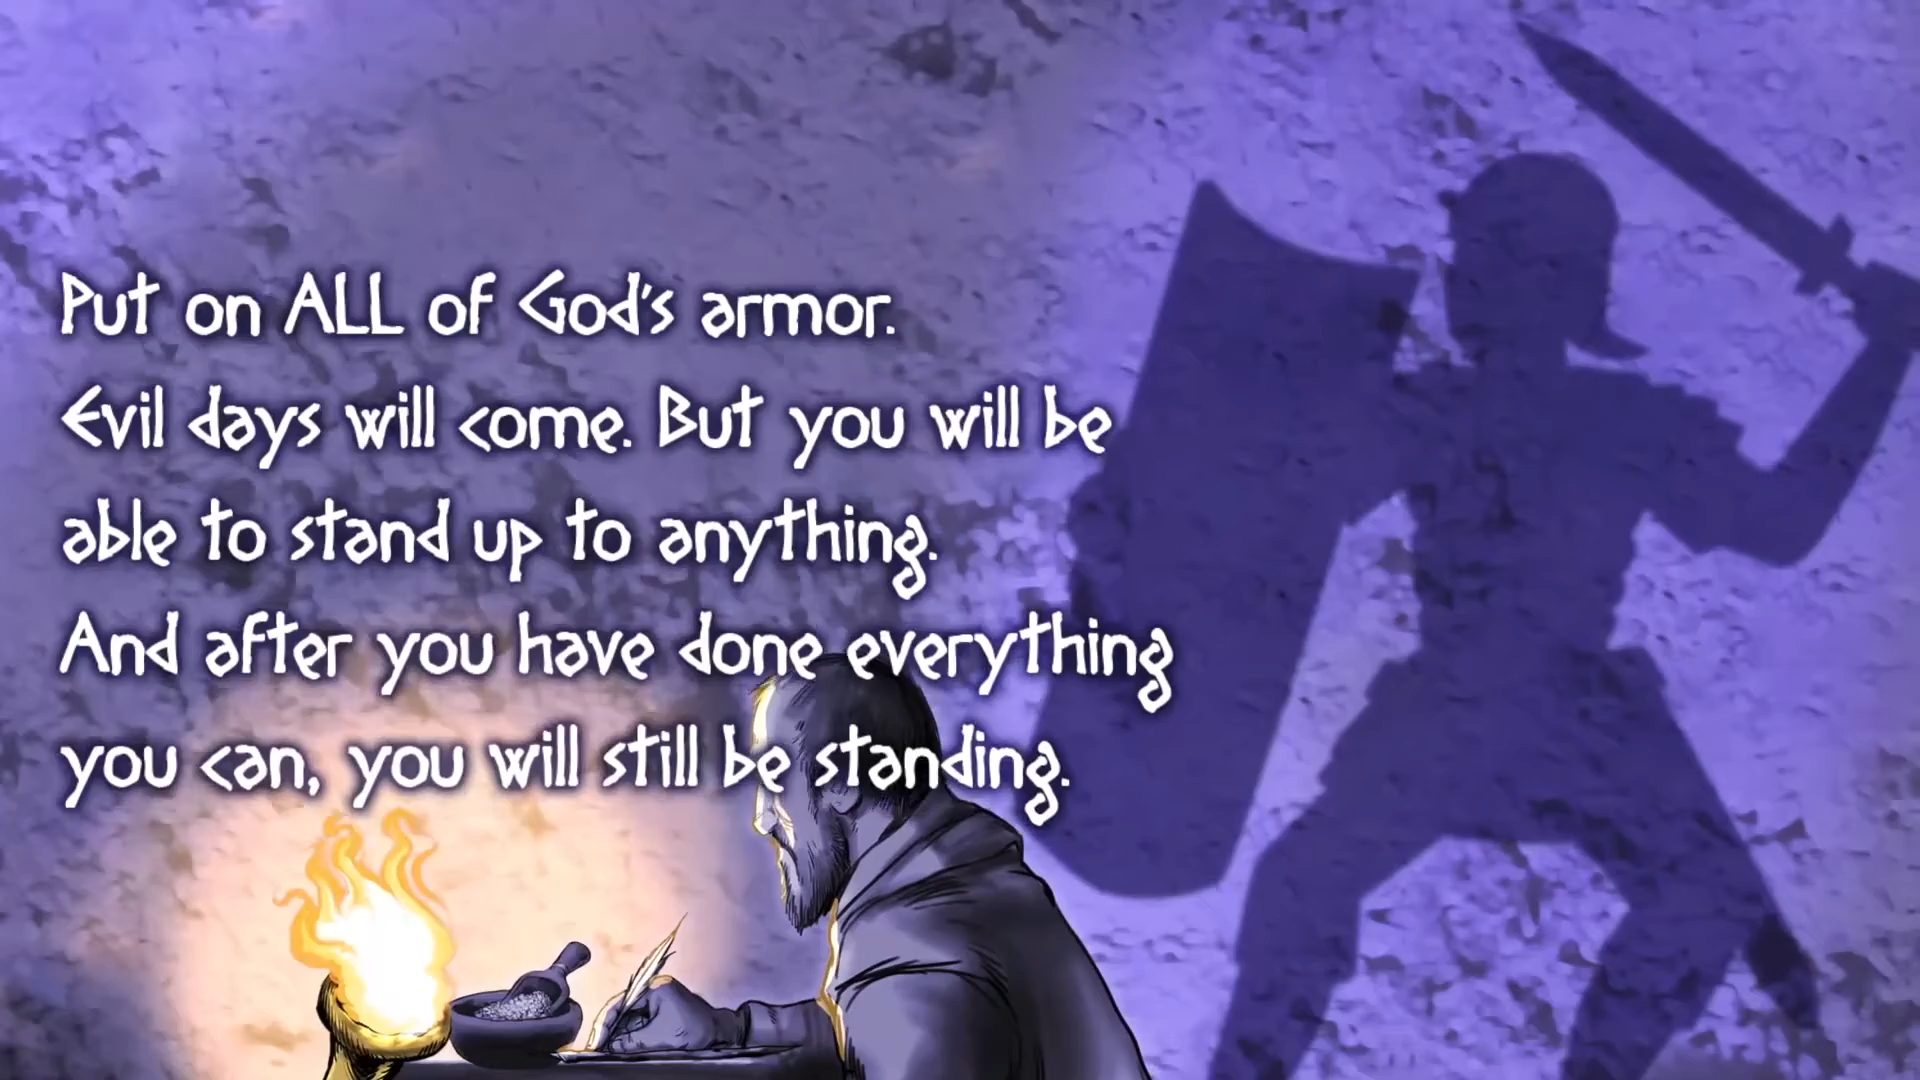 Put on ALL of God's armor.
Evil days will come. But you will be
able to stand up to anything.
And after you have done everything
you can, you will still be standing.